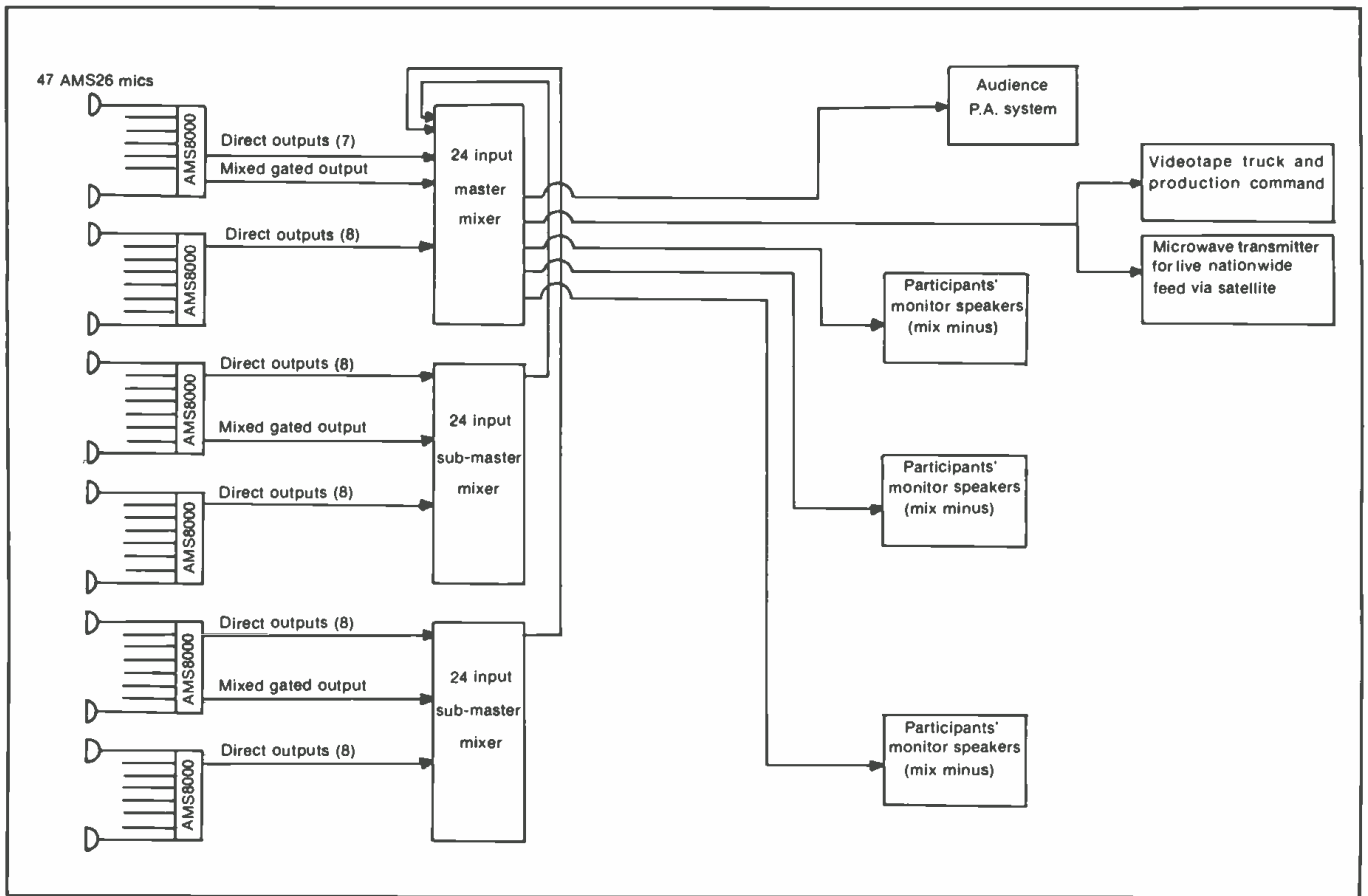 47 AMS26 mics
AMS8000
Direct outputs (7)
Mixed gated output
AMS8000
Direct outputs (8)
24 input
master
mixer
AMS8000
Direct outputs (8)
Mixed gated output
AMS8000
Direct outputs (8)
24 input
sub-master
mixer
AMS8000
Direct outputs (8)
Mixed gated output
AMS8000
Direct outputs (8)
24 input
sub-master
mixer
Audience
P.A. system
Videotape truck and
production command
Microwave transmitter
for live nationwide
feed via satellite
Participants'
monitor speakers
(mix minus)
Participants'
monitor speakers
(mix minus)
Participants'
monitor speakers
(mix minus)